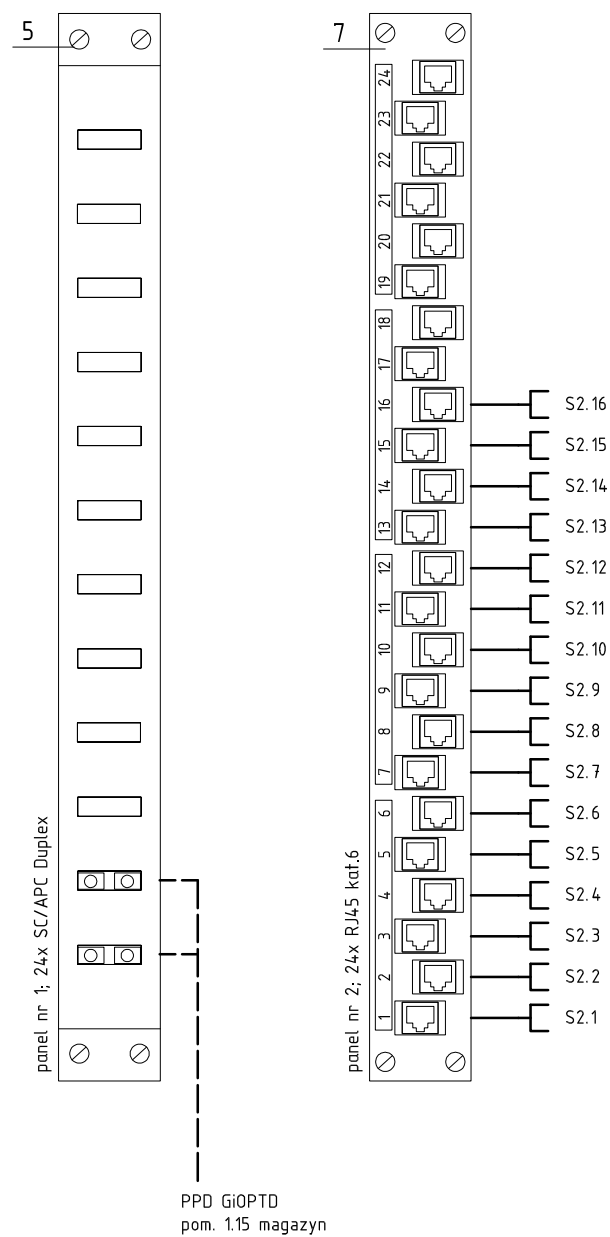 5
7
24
23
22
21
20
19
18
17
16 S2.16
15 S2.15
14 S2.14
13 S2.13
12 S2.12
11 S2.11
10 S2.10
9 S2.9
8 S2.8
7 S2.7
6 S2.6
5 S2.5
4 S2.4
3 S2.3
2 S2.2
1 S2.1
panel nr 1; 24x SC/APC Duplex
panel nr 2; 24x RJ45 kat.6
PPD GiOPTD
pom. 1.15 magazyn